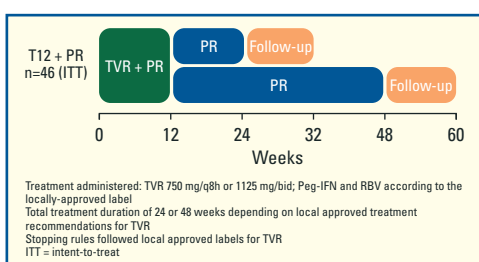 T12 + PR
n=46 (ITT)
TVR + PR
PR
Follow-up
PR
Follow-up
0 12 24 32 48 60
Weeks
Treatment administered: TVR 750 mg/q8h or 1125 mg/bid; Peg-IFN and RBV according to the
locally-approved label
Total treatment duration of 24 or 48 weeks depending on local approved treatment
recommendations for TVR
Stopping rules followed local approved labels for TVR
ITT = intent-to-treat